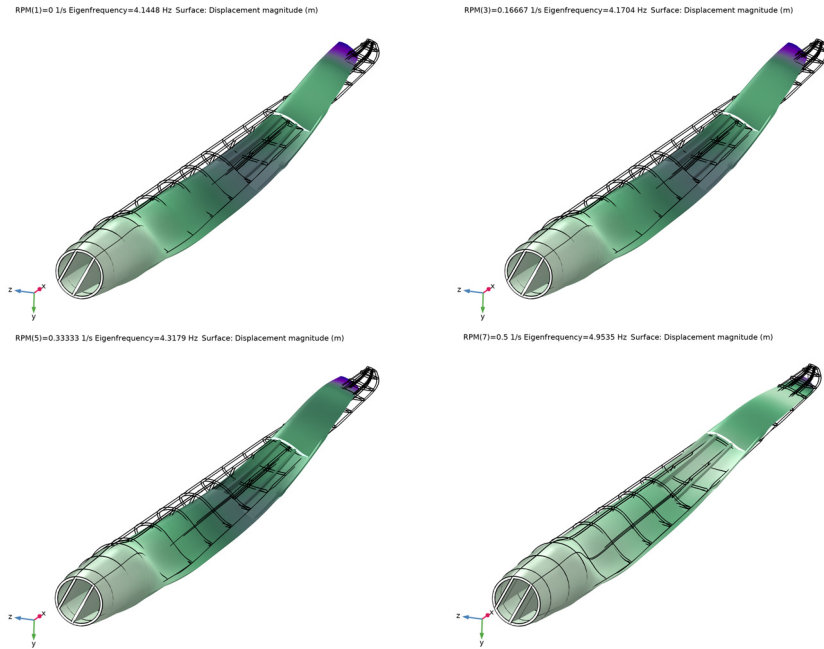 RPM(1)=0 1/s Eigenfrequency=4.1448 Hz Surface: Displacement magnitude (m)
z
x
y
RPM(3)=0.16667 1/s Eigenfrequency=4.1704 Hz Surface: Displacement magnitude (m)
z
x
y
RPM(5)=0.33333 1/s Eigenfrequency=4.3179 Hz Surface: Displacement magnitude (m)
z
x
y
RPM(7)=0.5 1/s Eigenfrequency=4.9535 Hz Surface: Displacement magnitude (m)
z
x
y